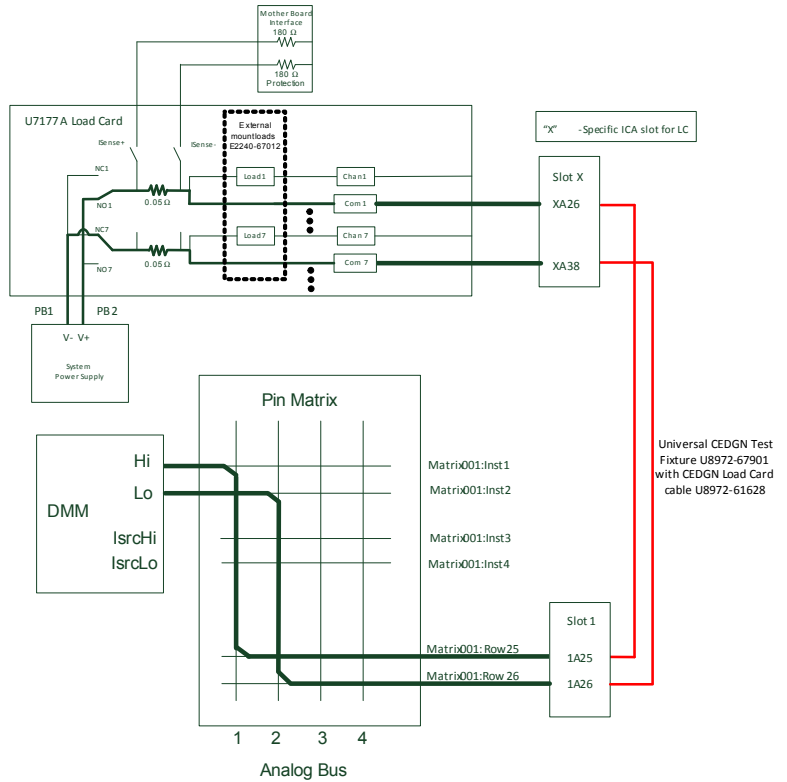 Mother Board
Interface
180 Ω
180 Ω
Protection
U7177A Load Card
External
mountloads
E2240-67012
ISense+
ISense-
"X" -Specific ICA slot for LC
NC1
Load1
Chan1
Slot X
NO1
0.05 Ω
Com 1
XA26
NC7
Load7
Chan 7
NO7
0.05 Ω
Com 7
XA38
PB1 PB 2
V- V+
System
Power Supply
Pin Matrix
Hi
Matrix001:Inst1
Lo
Matrix001:Inst2
DMM
IsrcHi
Matrix001:Inst3
IsrcLo
Matrix001:Inst4
Universal CEDGN Test
Fixture U8972-67901
with CEDGN Load Card
cable U8972-61628
Slot 1
Matrix001: Row25
1A25
Matrix001:Row 26
1A26
1 2 3 4
Analog Bus